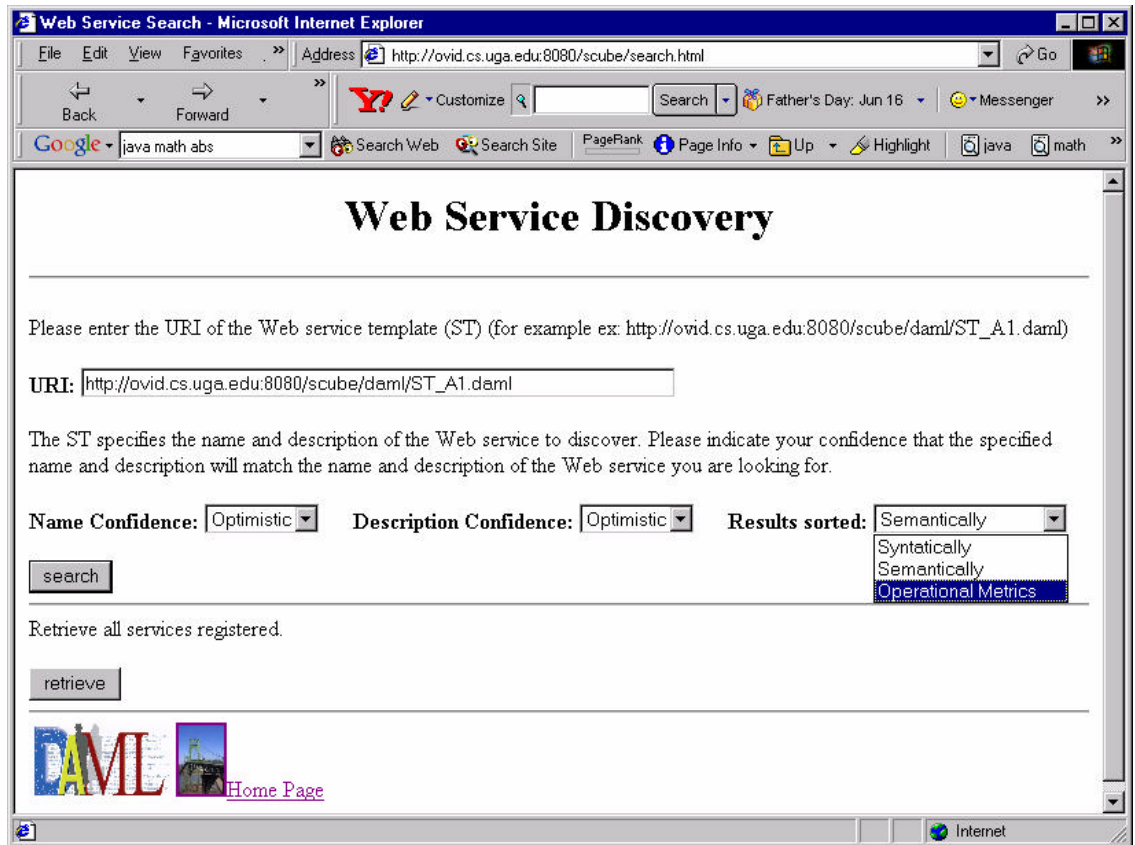 Web Service Search - Microsoft Internet Explorer
File Edit View Favorites » Address http://ovid.cs.uga.edu:8080/scube/search.html Go
Back Forward » Y! Customize Search Father's Day: Jun 16 Messenger »
Google java math abs Search Web Search Site PageRank Page Info Up Highlight java math »
Web Service Discovery
Please enter the URI of the Web service template (ST) (for example ex: http://ovid.cs.uga.edu:8080/scube/daml/ST_A1.daml)
URI: http://ovid.cs.uga.edu:8080/scube/daml/ST_A1.daml
The ST specifies the name and description of the Web service to discover. Please indicate your confidence that the specified
name and description will match the name and description of the Web service you are looking for.
Name Confidence: Optimistic Description Confidence: Optimistic Results sorted: Semantically
Syntatically
Semantically
Operational Metrics
search
Retrieve all services registered.
retrieve
DAML Home Page
Internet